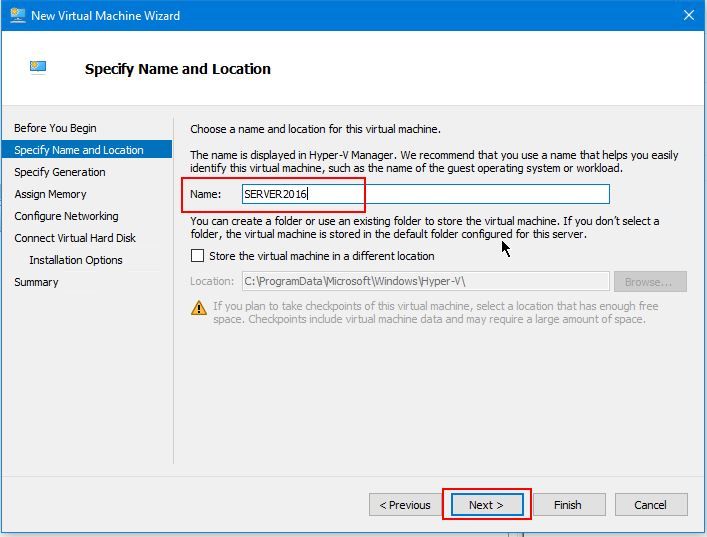 New Virtual Machine Wizard
Specify Name and Location
Before You Begin
Specify Name and Location
Specify Generation
Assign Memory
Configure Networking
Connect Virtual Hard Disk
Installation Options
Summary
Choose a name and location for this virtual machine.
The name is displayed in Hyper-V Manager. We recommend that you use a name that helps you easily
identify this virtual machine, such as the name of the guest operating system or workload.
Name: SERVER2016
You can create a folder or use an existing folder to store the virtual machine. If you don't select a
folder, the virtual machine is stored in the default folder configured for this server.
Store the virtual machine in a different location
Location: C:\ProgramData\Microsoft\Windows\Hyper-V\ Browse...
If you plan to take checkpoints of this virtual machine, select a location that has enough free
space. Checkpoints include virtual machine data and may require a large amount of space.
< Previous Next > Finish Cancel